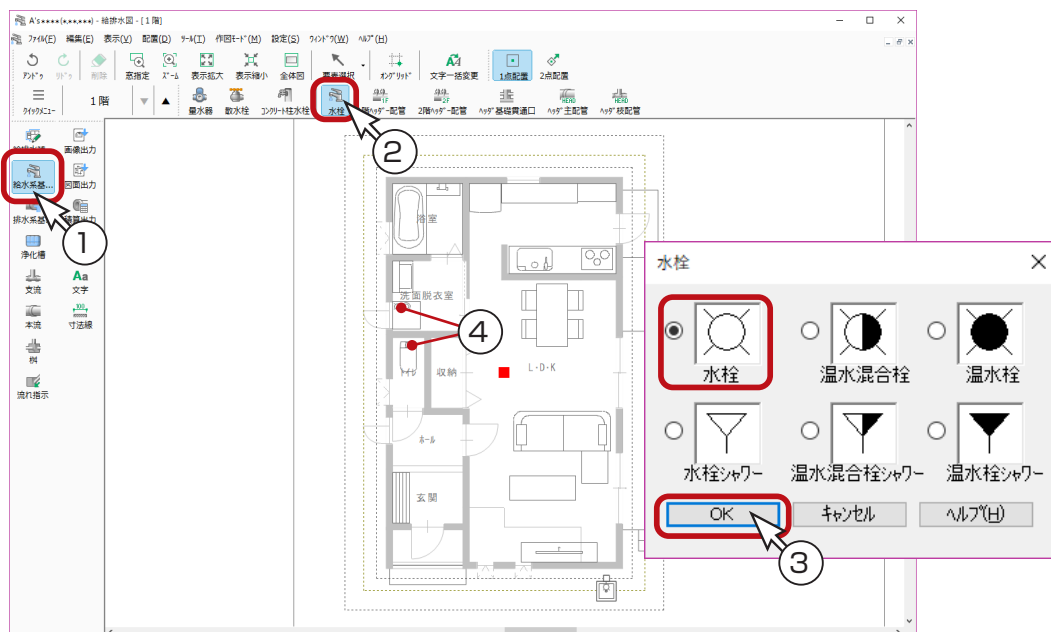 A's****(*,**,***) - 給排水図 - [1 階]
ﾌｧｲﾙ(F) 編集(E) 表示(V) 配置(D) ﾂｰﾙ(T) 作図ﾓｰﾄﾞ(M) 設定(S) ｳｨﾝﾄﾞｳ(W) ﾍﾙﾌﾟ(H)
ｱﾝﾄﾞｩ ﾘﾄﾞｩ 削除 窓指定 ｽﾞｰﾑ 表示拡大 表示縮小 全体図 要素選択 ｵﾝｸﾞﾘｯﾄﾞ 文字一括変更 1点配置 2点配置
ｸｲｯｸﾒﾆｭｰ 1階 量水器 散水栓 ｺﾝｸﾘｰﾄ柱水栓 水栓 階ﾍｯﾀﾞｰ配管 2階ﾍｯﾀﾞｰ配管 ﾍｯﾀﾞ基礎貫通口 ﾍｯﾀﾞ主配管 ﾍｯﾀﾞ枝配管
画像出力
給水系基... 図面出力
排水系基
浄化槽
支流 文字
本流 寸法線
桝
流れ指示
①
②
浴室
洗面脱衣室
④
ﾄｲﾚ 収納 L・D・K
ﾎｰﾙ
玄関
水栓
水栓 温水混合栓 温水栓
水栓ｼｬﾜｰ 温水混合栓ｼｬﾜｰ 温水栓ｼｬﾜｰ
OK ｷｬﾝｾﾙ ﾍﾙﾌﾟ(H)
③